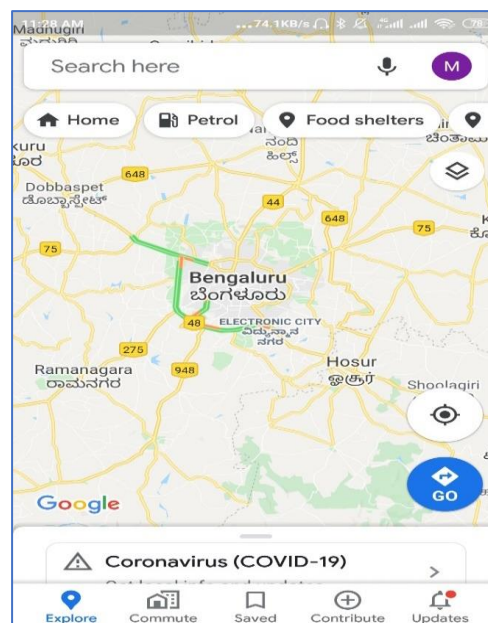 11:28 AM ...74.1KB/s 78
Madhugiri
Search here M
Home Petrol Food shelters
ನಂದಿ
ಹಿಲ್ಸ್
Dobbaspet
ದೊಬ್ಬಾಸ್ಪೇಟ್
648
44
648
75
75
Bengaluru
ಬೆಂಗಳೂರು
48
ELECTRONIC CITY
275
948
Ramanagara
ರಾಮನಗರ
Hosur
ஓசூர்
Shoolagiri
GO
Google
Coronavirus (COVID-19)
Explore Commute Saved Contribute Updates